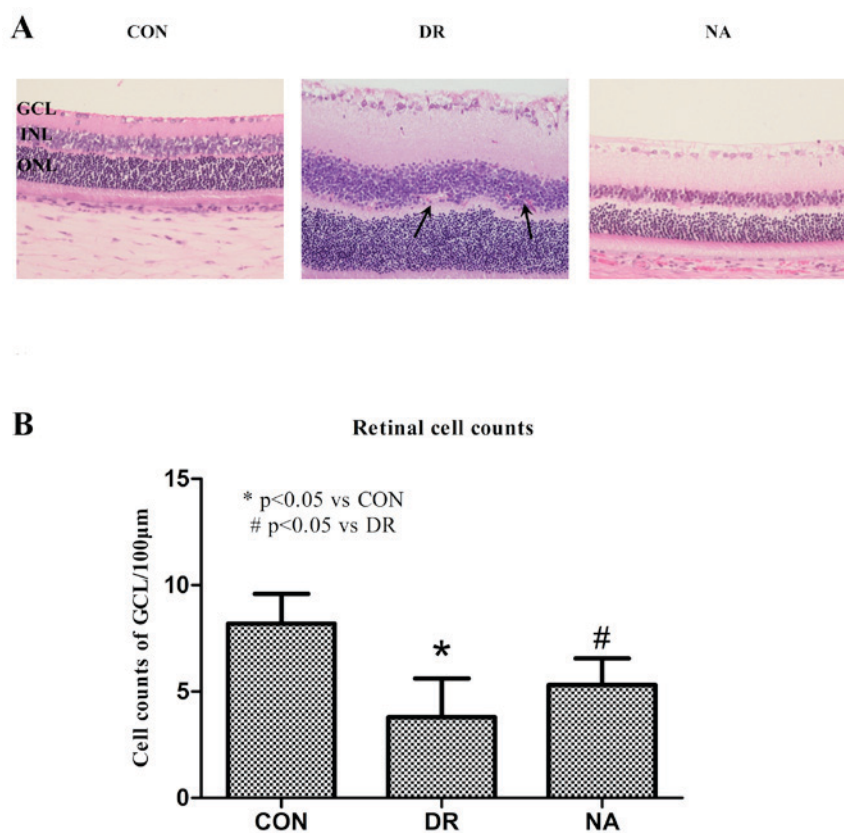 A
CON DR NA
GCL
INL
ONL
B
Retinal cell counts
15
* p<0.05 vs CON
# p<0.05 vs DR
10
Cell counts of GCL/100μm
* #
5
0
CON DR NA